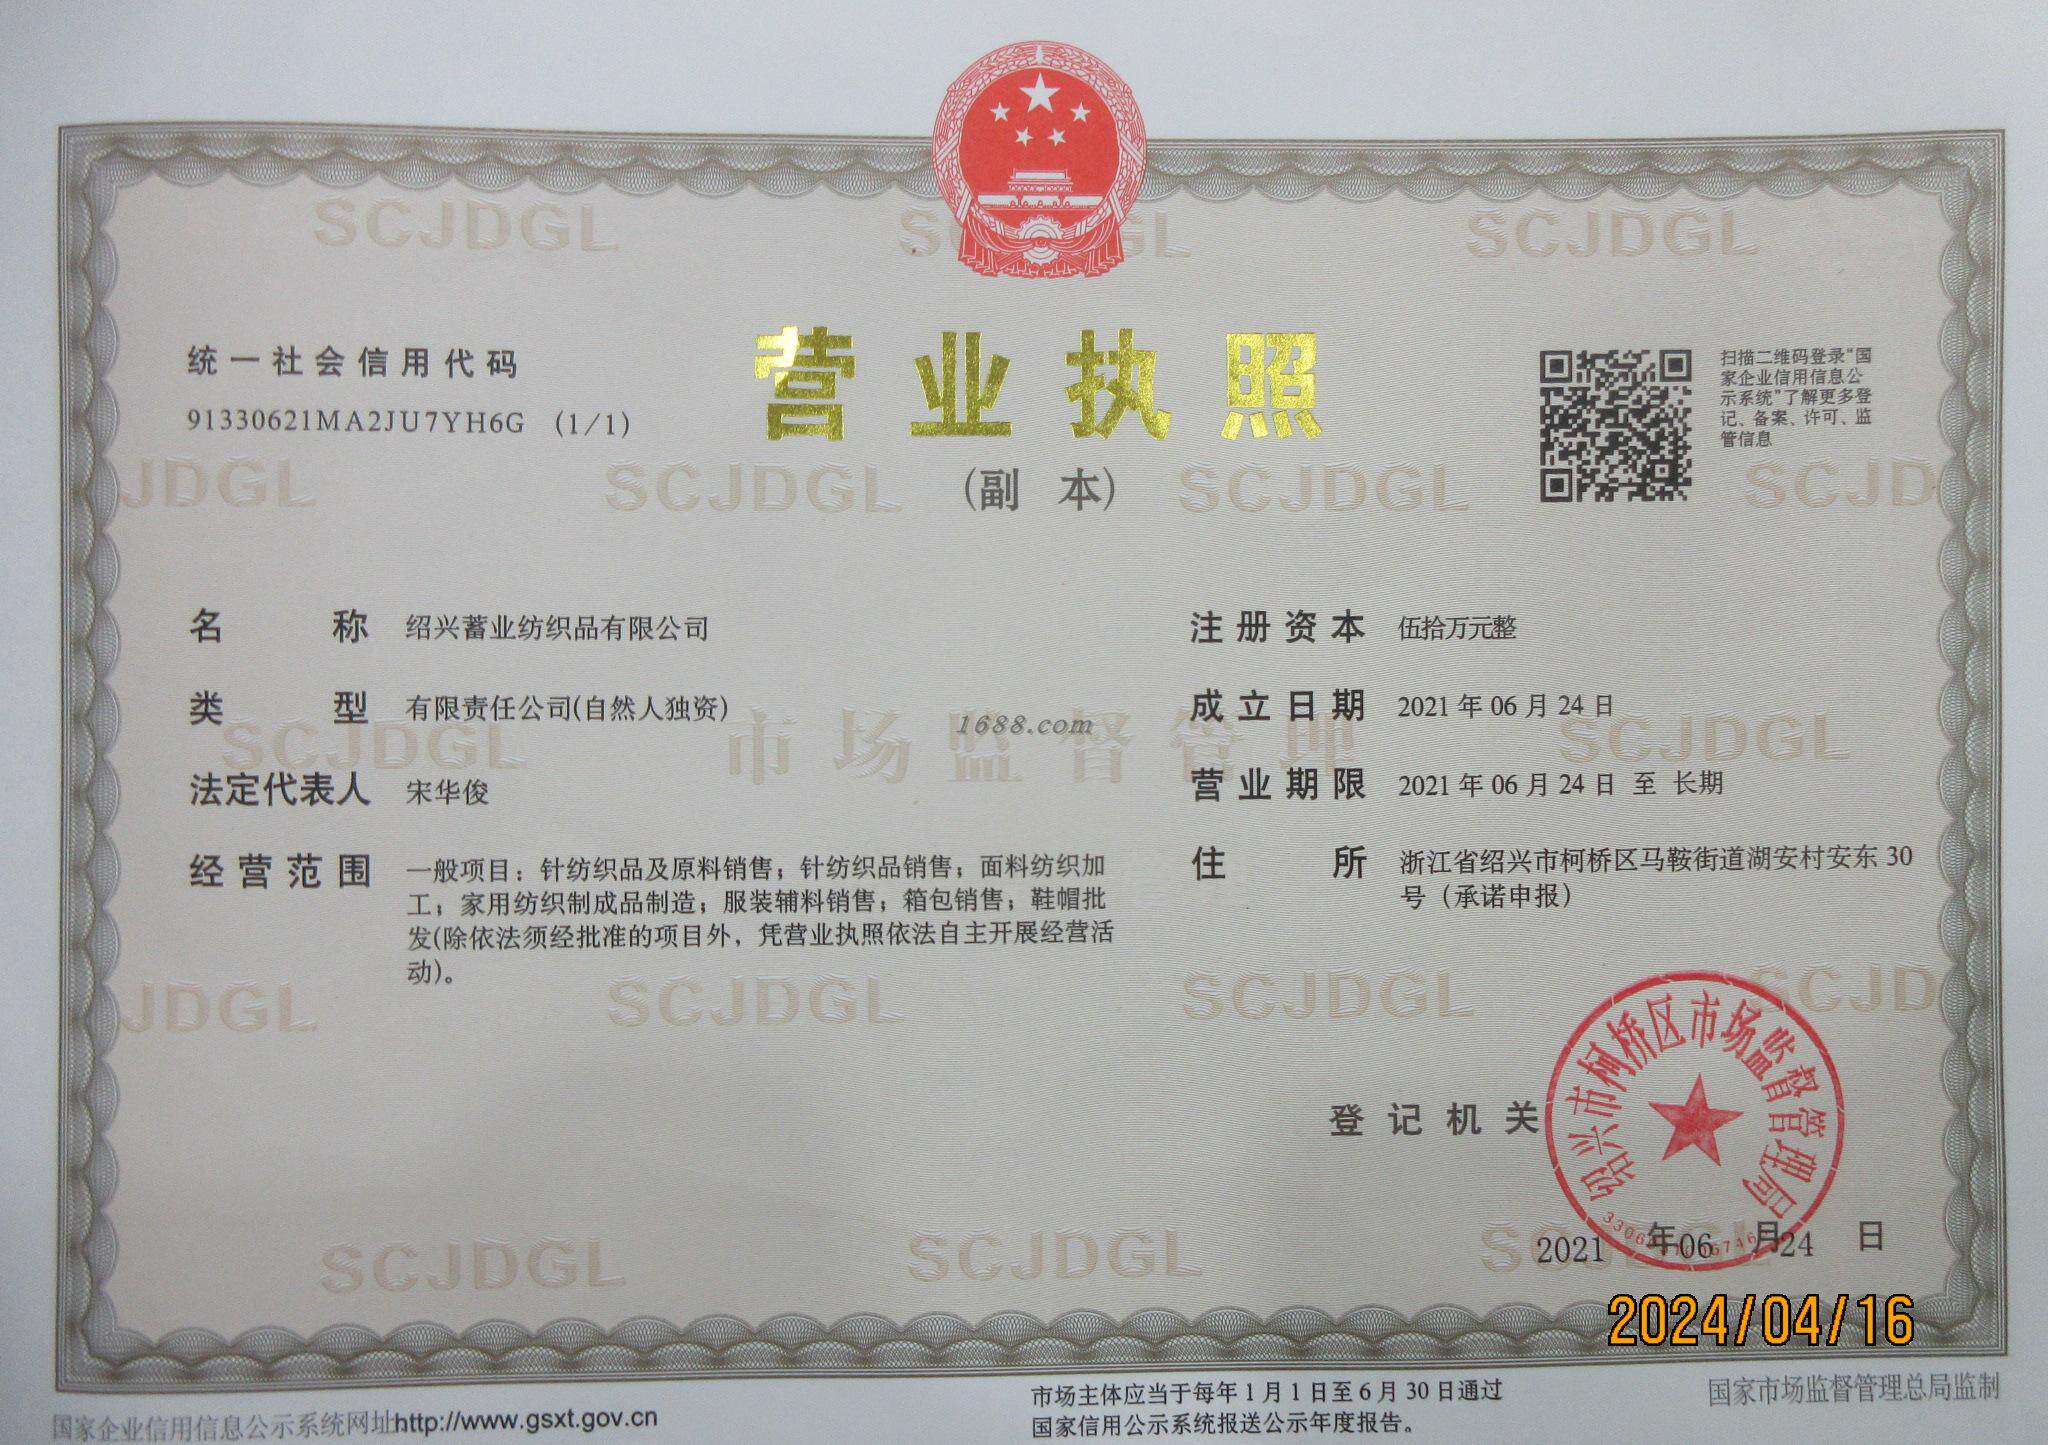 SCJDGL
SCJDGL
SCJDGL
统一社会信用代码
91330621MA2JU7YH6G (1/1)
营业执照
(副 本)
扫描二维码登录“国
家企业信用信息公
示系统”了解更多登
记、备案、许可、监
管信息
JDGL
SCJDGL
SCJDGL
SCJD
名 称 绍兴蓄业纺织品有限公司
类 型 有限责任公司(自然人独资)
法定代表人 宋华俊
经营范围 一般项目：针纺织品及原料销售；针纺织品销售；面料纺织加
工；家用纺织制成品制造；服装辅料销售；箱包销售；鞋帽批
发(除依法须经批准的项目外，凭营业执照依法自主开展经营活
动)。
注册资本 伍拾万元整
成立日期 2021年06月24日
营业期限 2021年06月24日 至 长期
住 所 浙江省绍兴市柯桥区马鞍街道湖安村安东30
号（承诺申报）
SCJDGL
市场监督管理
1688.com
SCJDGL
JDGL
SCJDGL
SCJDGL
SCJD
登记机关
绍兴市柯桥区市场监督管理局
2021 年06 月24 日
SCJDGL
SCJDGL
2024/04/16
国家企业信用信息公示系统网址http://www.gsxt.gov.cn
市场主体应当于每年1月1日至6月30日通过
国家信用公示系统报送公示年度报告。
国家市场监督管理总局监制